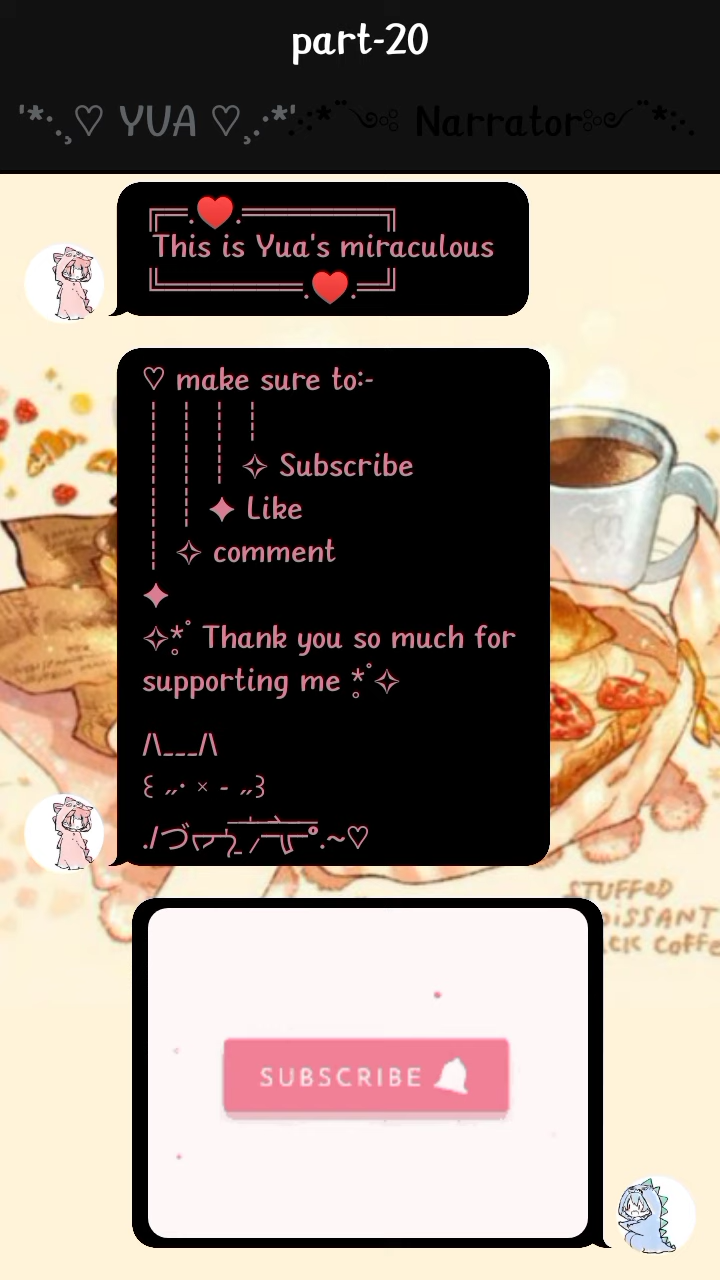 part-20
'*·.¸♡ YUA ♡¸.·*'·.·:*¨༺ Narrator༻¨*:·.
╔═.♥.══════════╗
This is Yua's miraculous
╚══════════.♥.═╝
♡ make sure to:-
┊ ┊ ┊ ┊
┊ ┊ ┊ ✧ Subscribe
┊ ┊ ✦ Like
┊ ✧ comment
✦
✧*̥˚ Thank you so much for
supporting me *̥˚✧
/\___/\
꒰ ˶· × - ˶꒱
./づ~♡
SUBSCRIBE
STUFFED
OISSANT
CK COFFE